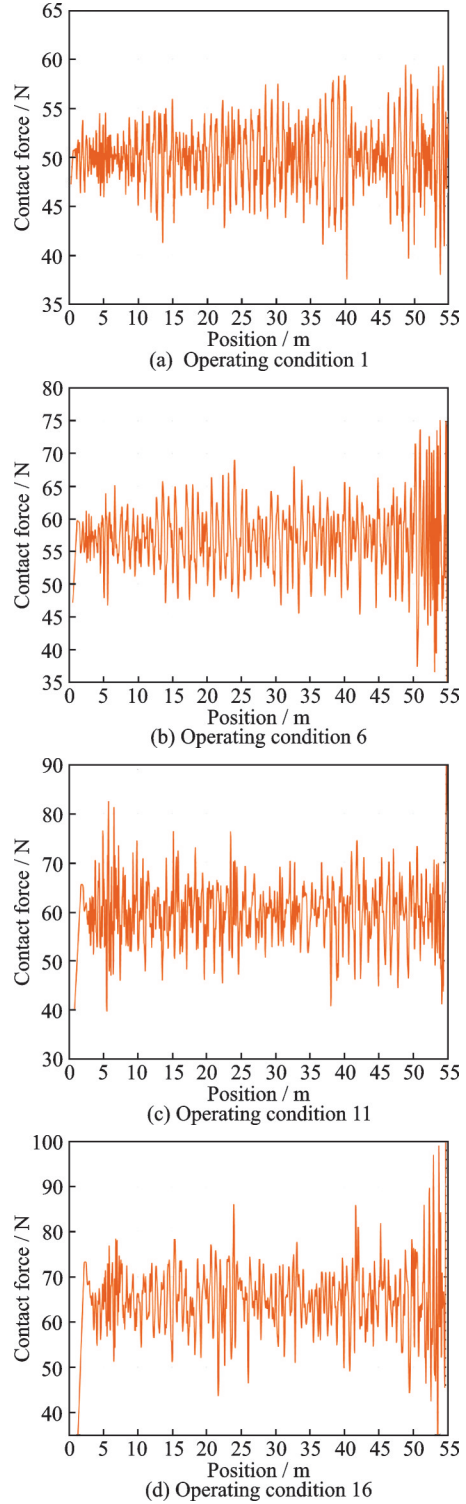 65
60
55
50
45
40
35
Contact force / N
0 5 10 15 20 25 30 35 40 45 50 55
Position / m
(a) Operating condition 1
80
75
70
65
60
55
50
45
40
35
Contact force / N
0 5 10 15 20 25 30 35 40 45 50 55
Position / m
(b) Operating condition 6
90
80
70
60
50
40
30
Contact force / N
0 5 10 15 20 25 30 35 40 45 50 55
Position / m
(c) Operating condition 11
100
90
80
70
60
50
40
Contact force / N
0 5 10 15 20 25 30 35 40 45 50 55
Position / m
(d) Operating condition 16